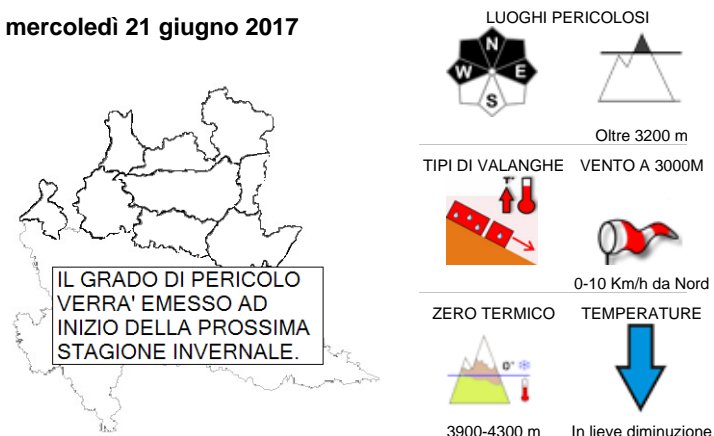 mercoledì 21 giugno 2017
LUOGHI PERICOLOSI
N
W E
S
Oltre 3200 m
TIPI DI VALANGHE VENTO A 3000M
T°
0-10 Km/h da Nord
IL GRADO DI PERICOLO
VERRA' EMESSO AD
INIZIO DELLA PROSSIMA
STAGIONE INVERNALE.
ZERO TERMICO TEMPERATURE
0°
3900-4300 m In lieve diminuzione